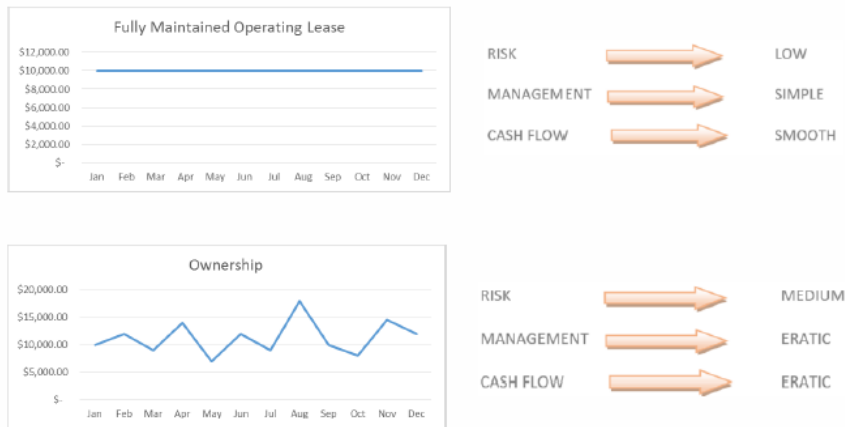 Fully Maintained Operating Lease
$12,000.00
$10,000.00
$8,000.00
$6,000.00
$4,000.00
$2,000.00
$-
Jan Feb Mar Apr May Jun Jul Aug Sep Oct Nov Dec
RISK LOW
MANAGEMENT SIMPLE
CASH FLOW SMOOTH
Ownership
$20,000.00
$15,000.00
$10,000.00
$5,000.00
$-
Jan Feb Mar Apr May Jun Jul Aug Sep Oct Nov Dec
RISK MEDIUM
MANAGEMENT ERATIC
CASH FLOW ERATIC